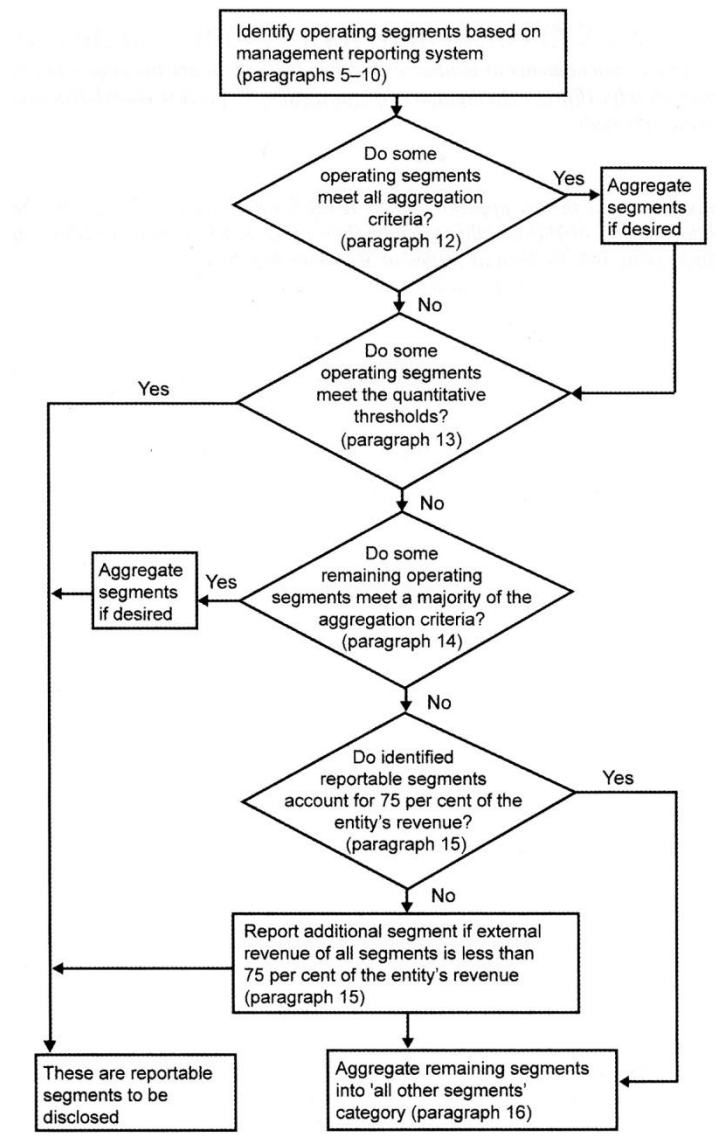 Identify operating segments based on
management reporting system
(paragraphs 5–10)
Do some
operating segments
meet all aggregation
criteria?
(paragraph 12)
Yes
Aggregate
segments
if desired
No
Do some
operating segments
meet the quantitative
thresholds?
(paragraph 13)
Yes
No
Do some
remaining operating
segments meet a majority of the
aggregation criteria?
(paragraph 14)
Yes
Aggregate
segments
if desired
No
Do identified
reportable segments
account for 75 per cent of the
entity's revenue?
(paragraph 15)
Yes
No
Report additional segment if external
revenue of all segments is less than
75 per cent of the entity's revenue
(paragraph 15)
These are reportable
segments to be
disclosed
Aggregate remaining segments
into 'all other segments'
category (paragraph 16)